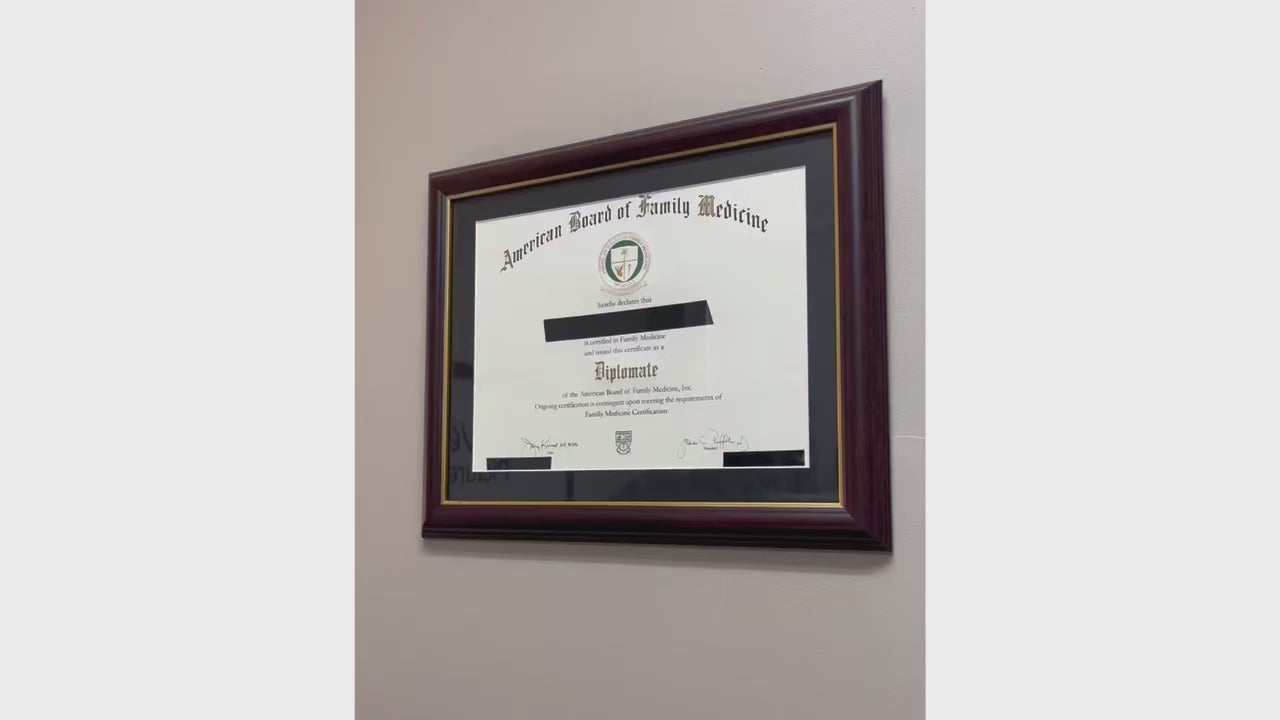 American Board of Family Medicine
hereby declares that
is certified in Family Medicine
and issued this certificate as a
Diplomate
of the American Board of Family Medicine, Inc.
Ongoing certification is contingent upon meeting the requirements of
Family Medicine Certification